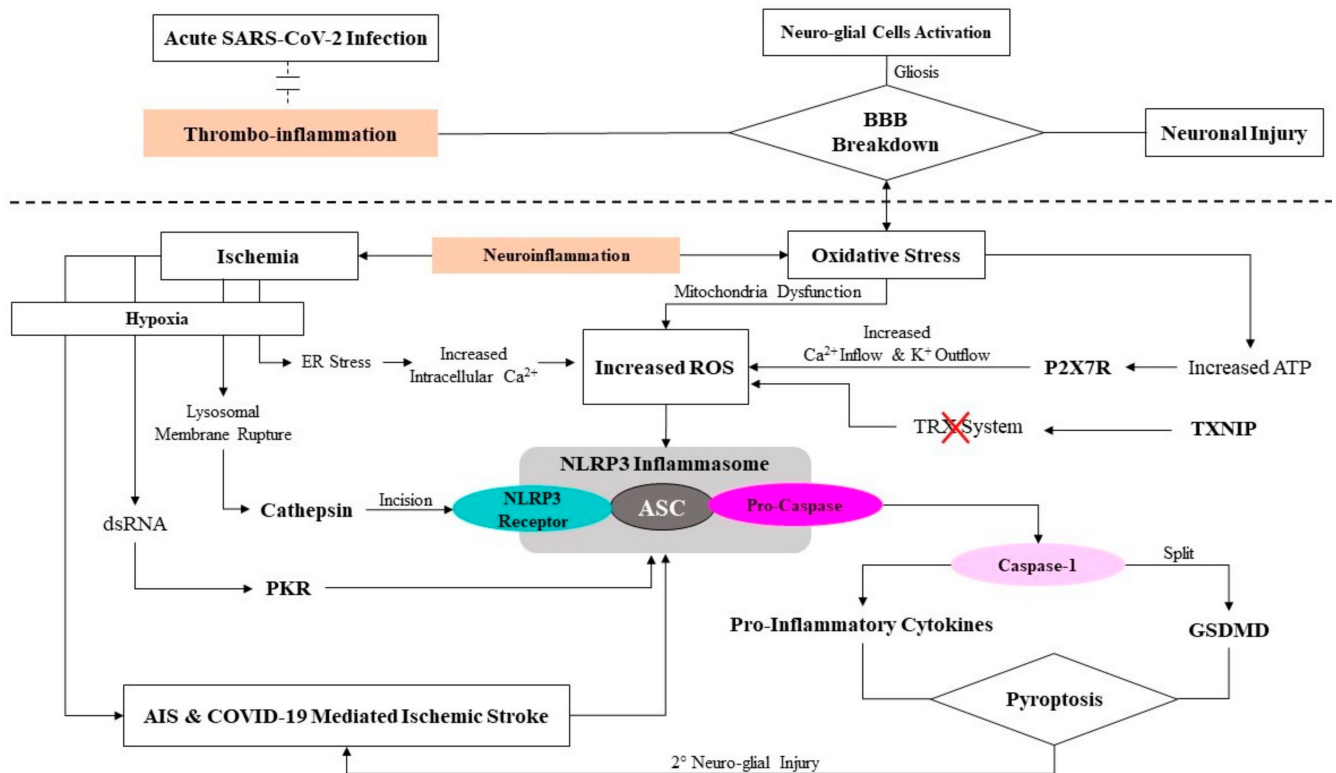 Acute SARS-CoV-2 Infection
Neuro-glial Cells Activation
Gliosis
Thrombo-inflammation
BBB
Breakdown
Neuronal Injury
Ischemia
Neuroinflammation
Oxidative Stress
Mitochondria Dysfunction
Hypoxia
ER Stress
Increased
Intracellular Ca²⁺
Increased ROS
Increased
Ca²⁺ Inflow & K⁺ Outflow
P2X7R
Increased ATP
Lysosomal
Membrane Rupture
TRX System
TXNIP
NLRP3 Inflammasome
dsRNA
Cathepsin
Incision
NLRP3
Receptor
ASC
Pro-Caspase
PKR
Caspase-1
Split
Pro-Inflammatory Cytokines
GSDMD
AIS & COVID-19 Mediated Ischemic Stroke
Pyroptosis
2° Neuro-glial Injury